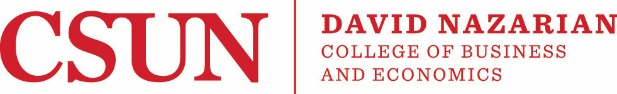 CSUN
DAVID NAZARIAN
COLLEGE OF BUSINESS
AND ECONOMICS